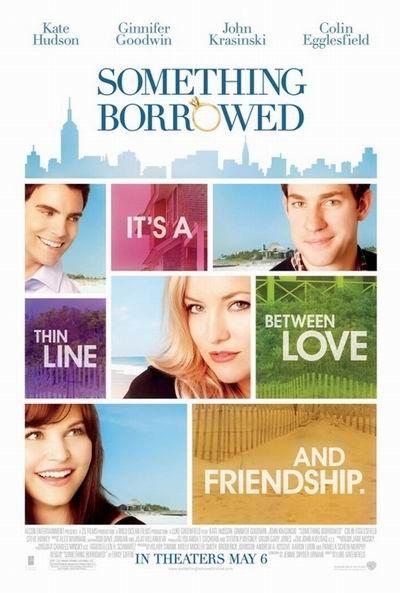 Kate Hudson
Ginnifer Goodwin
John Krasinski
Colin Egglesfield
SOMETHING
BORROWED
IT'S A
THIN LINE
BETWEEN LOVE
AND FRIENDSHIP.
IN THEATERS MAY 6